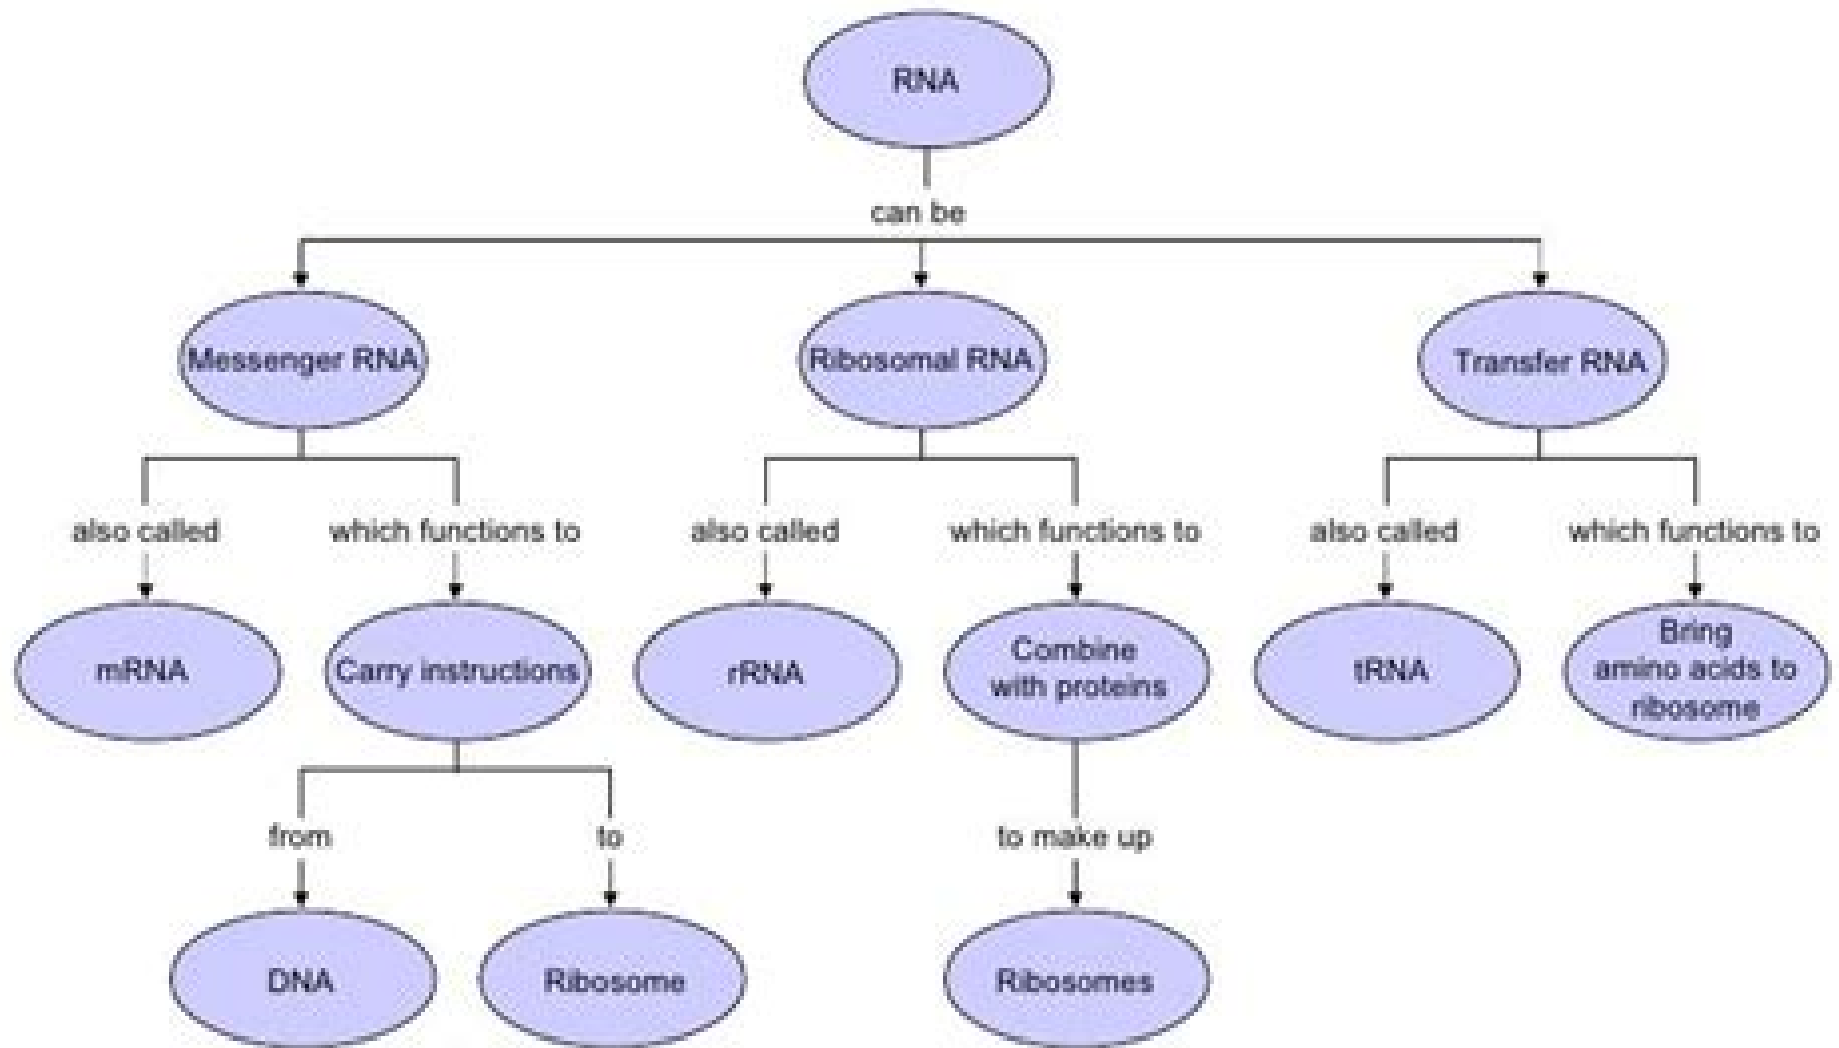 RNA
can be
Messenger RNA
Ribosomal RNA
Transfer RNA
also called
which functions to
also called
which functions to
also called
which functions to
mRNA
Carry instructions
rRNA
Combine
with proteins
tRNA
Bring
amino acids to
ribosome
from
to
to make up
DNA
Ribosome
Ribosomes